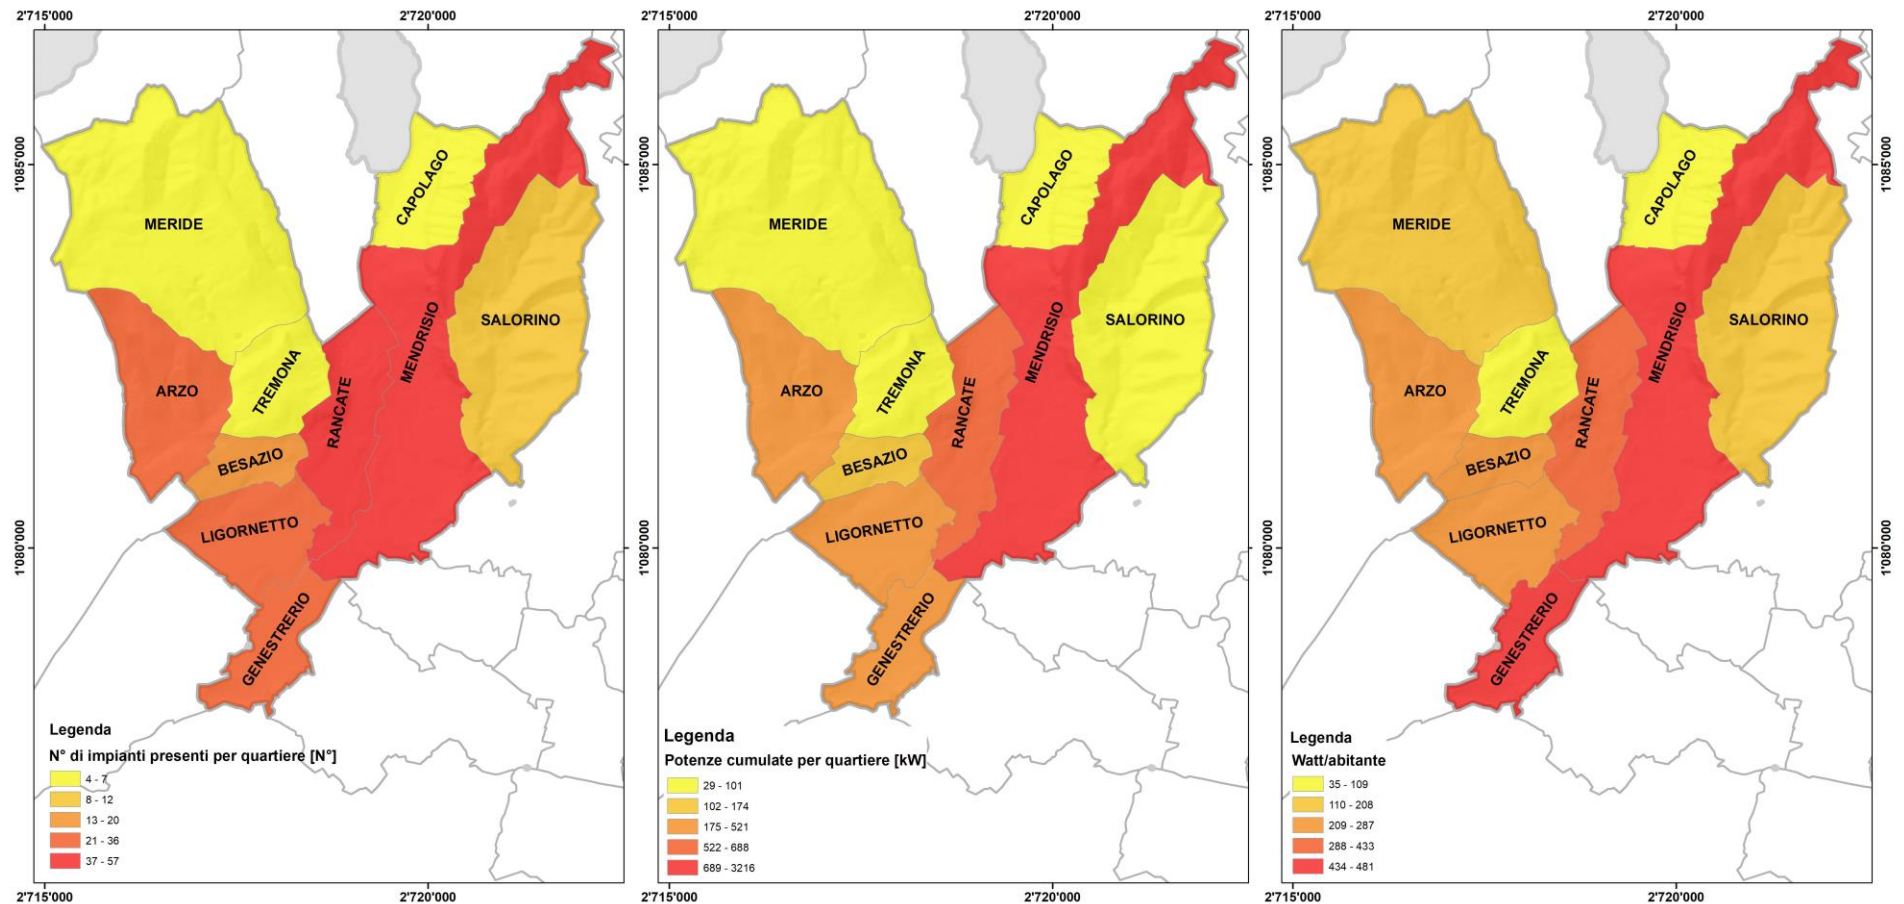 2'715'000
2'720'000
1'085'000
1'080'000
MERIDE
CAPOLAGO
SALORINO
MENDRISIO
ARZO
TREMONA
RANCATE
BESAZIO
LIGORNETTO
GENESTRERIO
Legenda
N° di impianti presenti per quartiere [N°]
4 - 7
8 - 12
13 - 20
21 - 36
37 - 57
2'715'000
2'720'000
2'715'000
2'720'000
1'085'000
1'080'000
MERIDE
CAPOLAGO
SALORINO
MENDRISIO
ARZO
TREMONA
RANCATE
BESAZIO
LIGORNETTO
GENESTRERIO
Legenda
Potenze cumulate per quartiere [kW]
29 - 101
102 - 174
175 - 521
522 - 688
689 - 3216
2'715'000
2'720'000
2'715'000
2'720'000
1'085'000
1'085'000
1'080'000
1'080'000
MERIDE
CAPOLAGO
SALORINO
MENDRISIO
ARZO
TREMONA
RANCATE
BESAZIO
LIGORNETTO
GENESTRERIO
Legenda
Watt/abitante
35 - 109
110 - 208
209 - 287
288 - 433
434 - 481
2'715'000
2'720'000